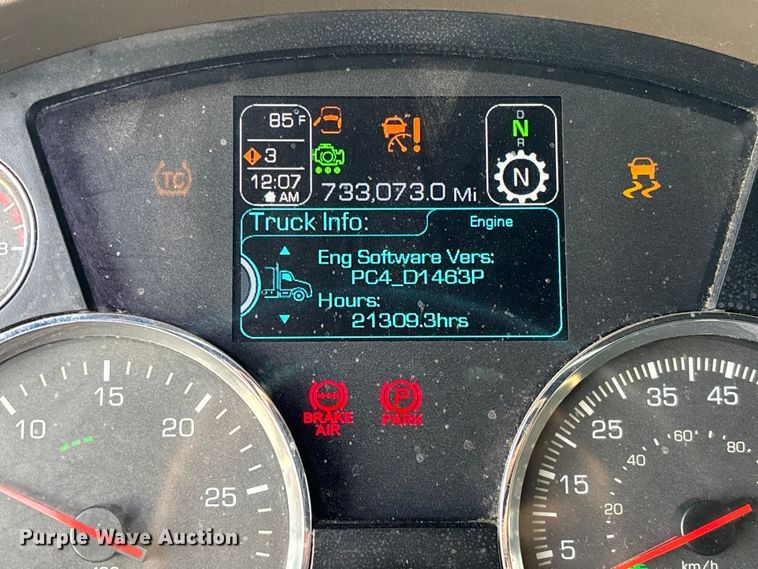 85°F
3
12:07
AM
733,073.0 Mi
D
N
R
N
TC
Truck Info:
Engine
Eng Software Vers:
PC4_D1463P
Hours:
21309.3hrs
BRAKE
AIR
P
PARK
10
15
20
25
5
15
25
35
45
20
40
60
80
km/h
Purple Wave Auction